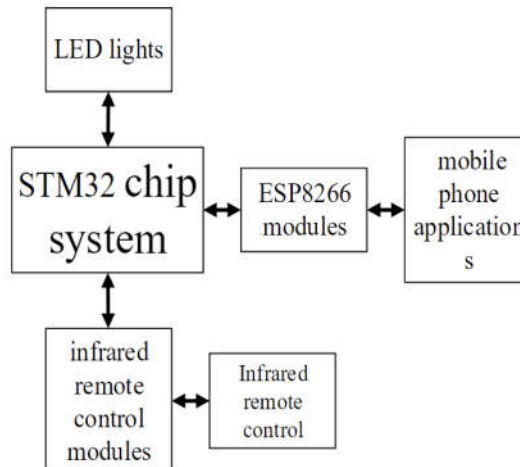 LED lights
STM32 chip
system
ESP8266
modules
mobile
phone
application
s
infrared
remote
control
modules
Infrared
remote
control